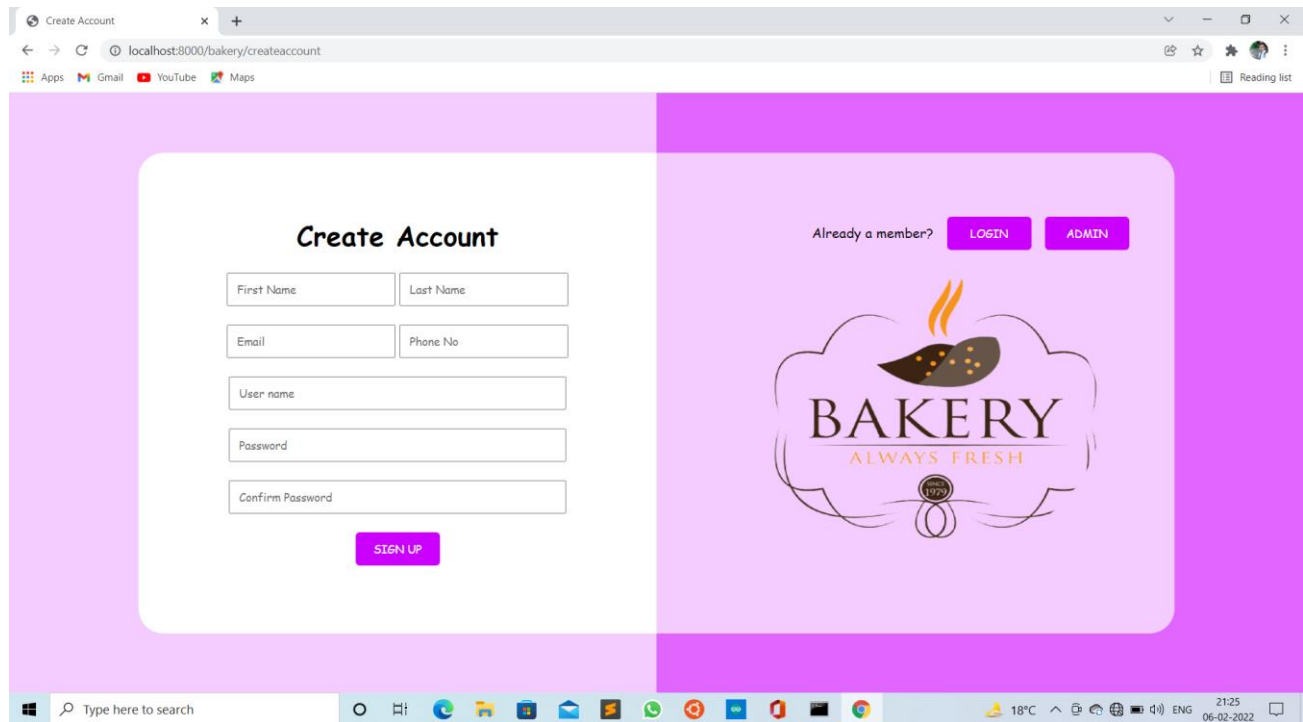 Create Account
localhost:8000/bakery/createaccount
Apps Gmail YouTube Maps Reading list
Create Account
First Name Last Name
Email Phone No
User name
Password
Confirm Password
SIGN UP
Already a member? LOGIN ADMIN
BAKERY
ALWAYS FRESH
SINCE
1979
Type here to search
18°C ENG 21:25
06-02-2022